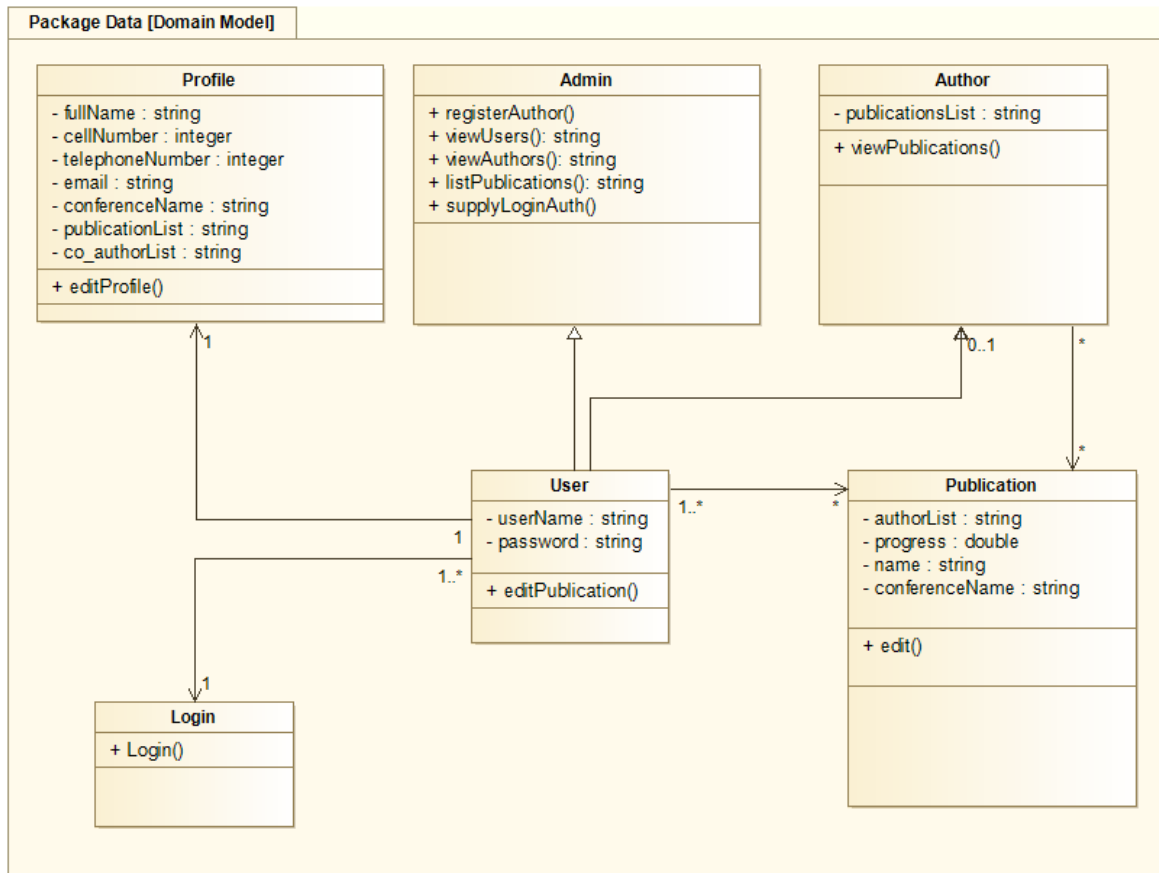 Package Data [Domain Model]
Profile
- fullName : string
- cellNumber : integer
- telephoneNumber : integer
- email : string
- conferenceName : string
- publicationList : string
- co_authorList : string
+ editProfile()
Admin
+ registerAuthor()
+ viewUsers(): string
+ viewAuthors(): string
+ listPublications(): string
+ supplyLoginAuth()
Author
- publicationsList : string
+ viewPublications()
1
0..1
*
*
User
- userName : string
- password : string
+ editPublication()
1..*
*
1
1..*
Publication
- authorList : string
- progress : double
- name : string
- conferenceName : string
+ edit()
1
Login
+ Login()